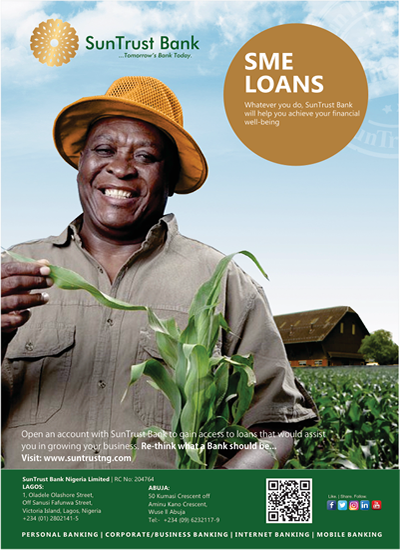 SunTrust Bank
...Tomorrow's Bank Today.
SME
LOANS
Whatever you do, SunTrust Bank
will help you achieve your financial
well-being
Open an account with SunTrust Bank to gain access to loans that would assist
you in growing your business. Re-think what a Bank should be...
Visit: www.suntrustng.com
SunTrust Bank Nigeria Limited | RC No: 204764
LAGOS:
1, Oladele Olashore Street,
Off Sanusi Fafunwa Street,
Victoria Island, Lagos, Nigeria
+234 (01) 2802141-5
ABUJA:
50 Kumasi Crescent off
Aminu Kano Crescent,
Wuse II Abuja
Tel:- +234 (09) 6232117-9
Like | Share Follow
PERSONAL BANKING | CORPORATE/BUSINESS BANKING | INTERNET BANKING | MOBILE BANKING